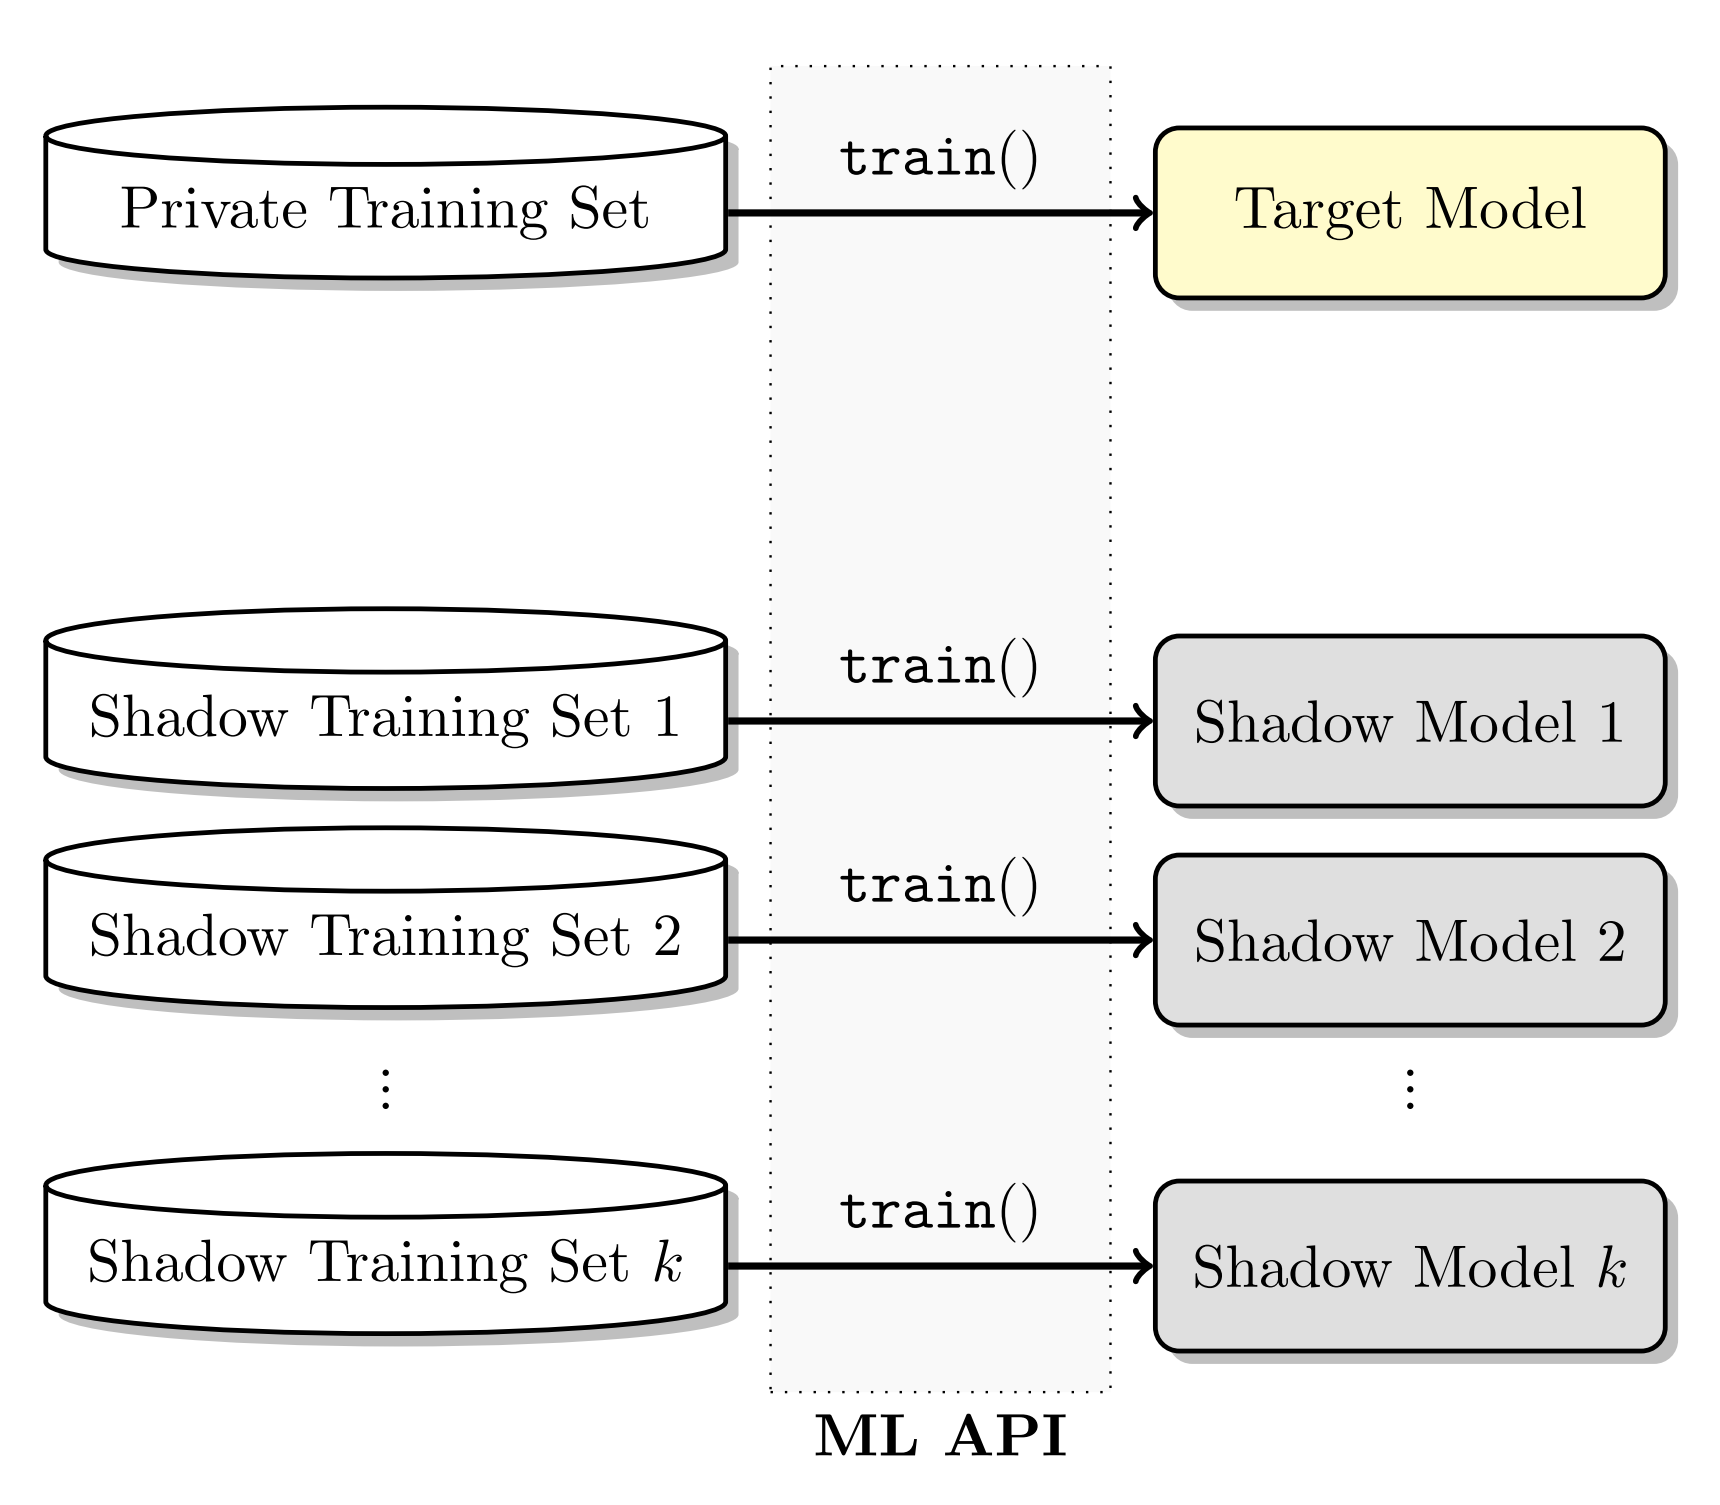 Private Training Set
train()
Target Model
Shadow Training Set 1
train()
Shadow Model 1
Shadow Training Set 2
train()
Shadow Model 2
⋮
⋮
Shadow Training Set k
train()
Shadow Model k
ML API